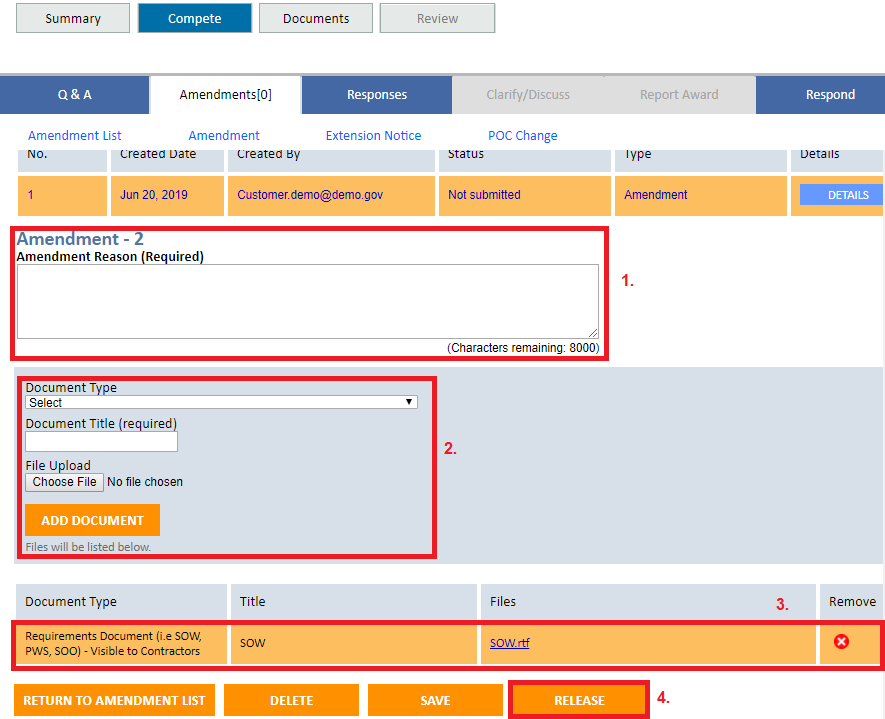 Summary Compete Documents Review
Q & A Amendments[0] Responses Clarify/Discuss Report Award Respond
Amendment List Amendment Extension Notice POC Change
No. Created Date Created By Status Type Details
1 Jun 20, 2019 Customer.demo@demo.gov Not submitted Amendment DETAILS
Amendment - 2
Amendment Reason (Required)
1.
(Characters remaining: 8000)
Document Type
Select
Document Title (required)
2.
File Upload
Choose File No file chosen
ADD DOCUMENT
Files will be listed below.
Document Type Title Files 3. Remove
Requirements Document (i.e SOW,
PWS, SOO) - Visible to Contractors
SOW SOW.rtf
RETURN TO AMENDMENT LIST DELETE SAVE RELEASE 4.